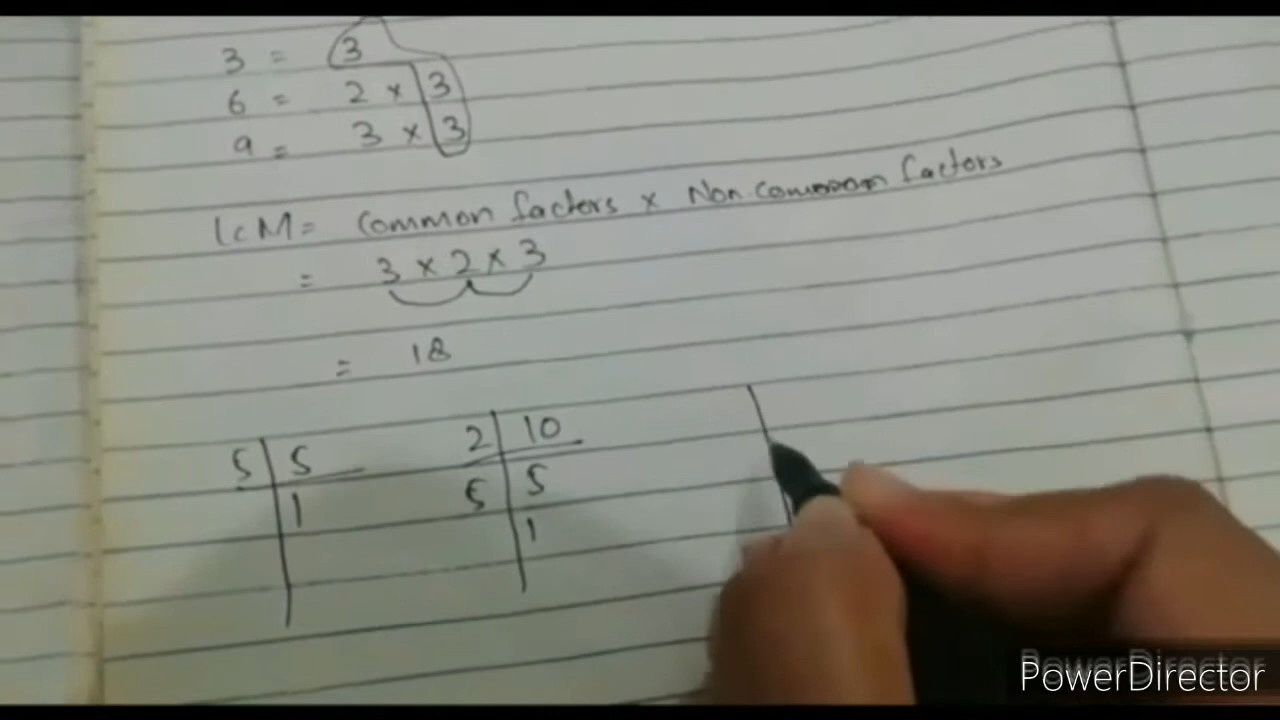 3 = 3
6 = 2 × 3
9 = 3 × 3
LCM = Common factors × Non-common factors
= 3 × 2 × 3
= 18
5 | 5 2 | 10
1 5 | 5
1
PowerDirector